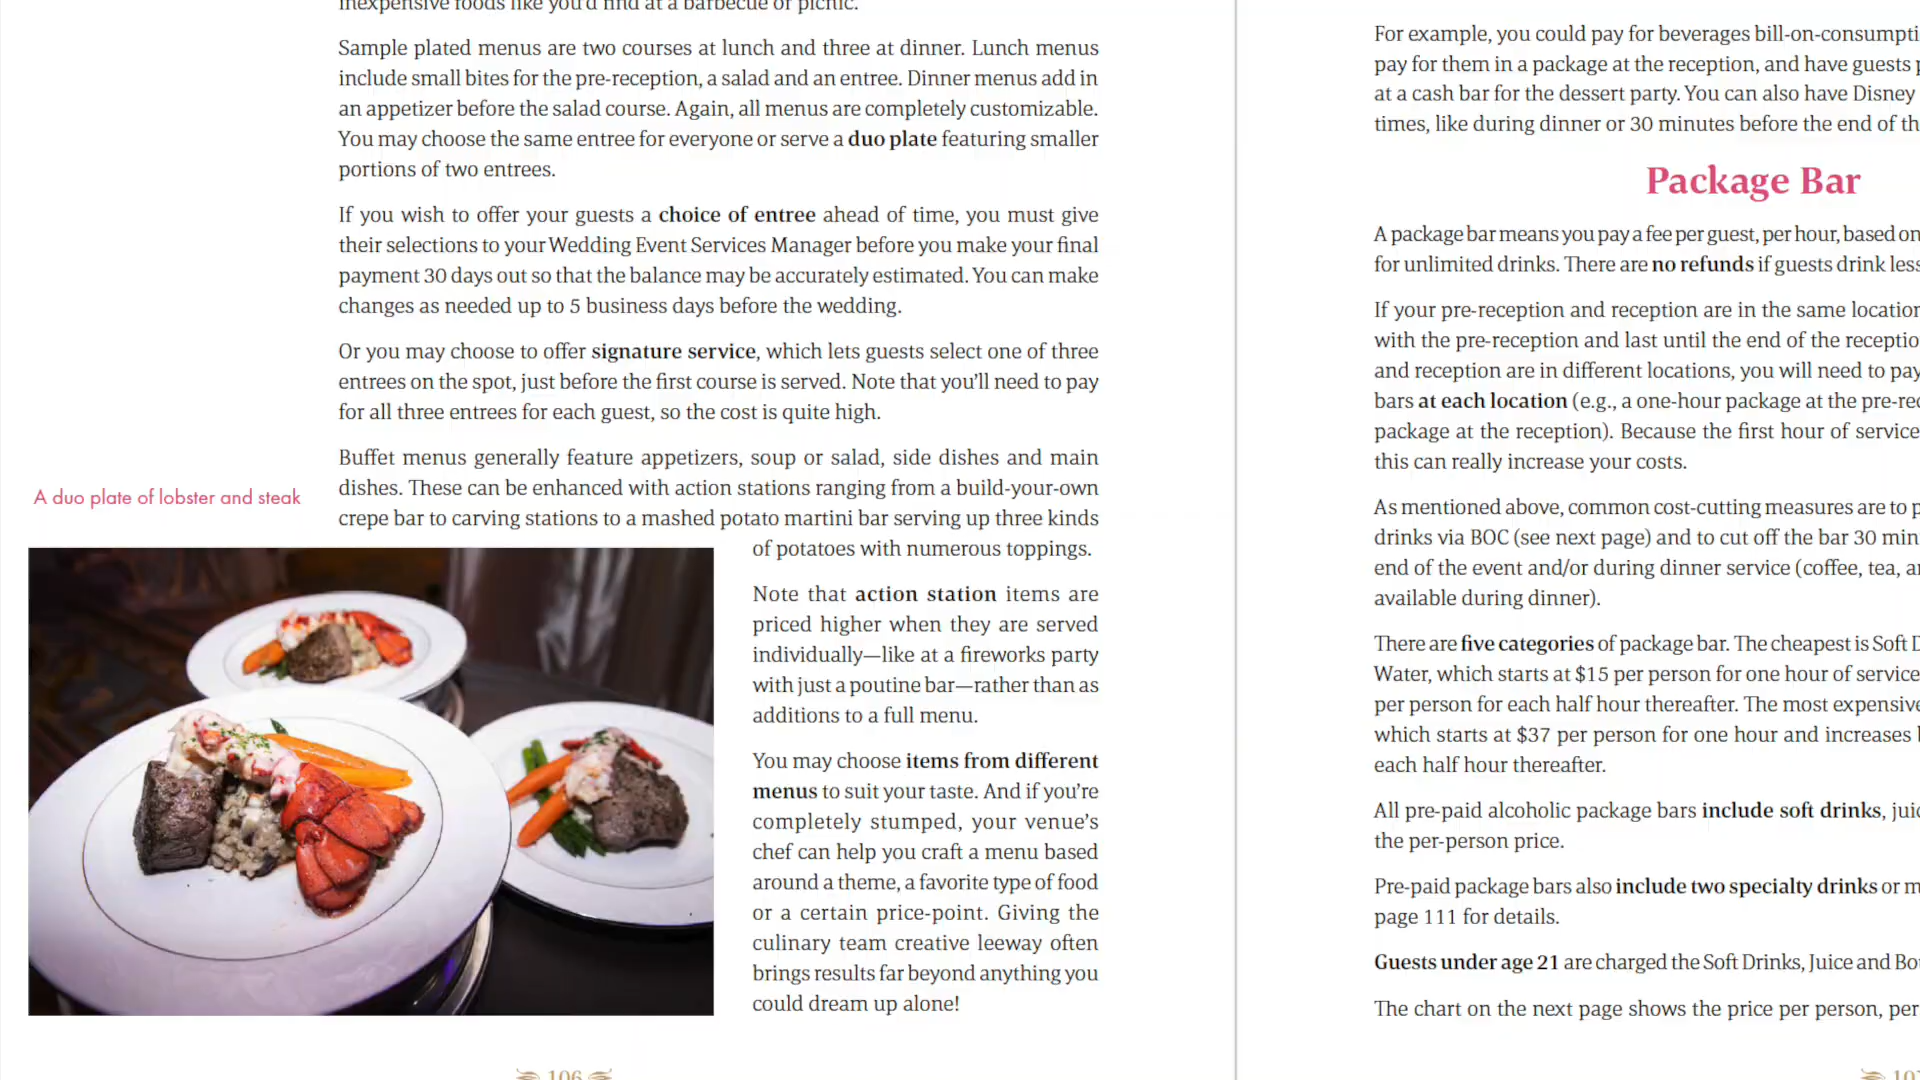 inexpensive foods like you'd find at a barbecue or picnic.
Sample plated menus are two courses at lunch and three at dinner. Lunch menus
include small bites for the pre-reception, a salad and an entree. Dinner menus add in
an appetizer before the salad course. Again, all menus are completely customizable.
You may choose the same entree for everyone or serve a duo plate featuring smaller
portions of two entrees.
If you wish to offer your guests a choice of entree ahead of time, you must give
their selections to your Wedding Event Services Manager before you make your final
payment 30 days out so that the balance may be accurately estimated. You can make
changes as needed up to 5 business days before the wedding.
Or you may choose to offer signature service, which lets guests select one of three
entrees on the spot, just before the first course is served. Note that you'll need to pay
for all three entrees for each guest, so the cost is quite high.
Buffet menus generally feature appetizers, soup or salad, side dishes and main
dishes. These can be enhanced with action stations ranging from a build-your-own
crepe bar to carving stations to a mashed potato martini bar serving up three kinds
of potatoes with numerous toppings.
A duo plate of lobster and steak
Note that action station items are
priced higher when they are served
individually—like at a fireworks party
with just a poutine bar—rather than as
additions to a full menu.
You may choose items from different
menus to suit your taste. And if you're
completely stumped, your venue's
chef can help you craft a menu based
around a theme, a favorite type of food
or a certain price-point. Giving the
culinary team creative leeway often
brings results far beyond anything you
could dream up alone!
106
For example, you could pay for beverages bill-on-consumpti
pay for them in a package at the reception, and have guests
at a cash bar for the dessert party. You can also have Disney
times, like during dinner or 30 minutes before the end of th
Package Bar
A package bar means you pay a fee per guest, per hour, based on
for unlimited drinks. There are no refunds if guests drink less
If your pre-reception and reception are in the same location
with the pre-reception and last until the end of the receptio
and reception are in different locations, you will need to pay
bars at each location (e.g., a one-hour package at the pre-rec
package at the reception). Because the first hour of service
this can really increase your costs.
As mentioned above, common cost-cutting measures are to p
drinks via BOC (see next page) and to cut off the bar 30 min
end of the event and/or during dinner service (coffee, tea, a
available during dinner).
There are five categories of package bar. The cheapest is Soft D
Water, which starts at $15 per person for one hour of service
per person for each half hour thereafter. The most expensive
which starts at $37 per person for one hour and increases
each half hour thereafter.
All pre-paid alcoholic package bars include soft drinks, juic
the per-person price.
Pre-paid package bars also include two specialty drinks or m
page 111 for details.
Guests under age 21 are charged the Soft Drinks, Juice and Bo
The chart on the next page shows the price per person, per